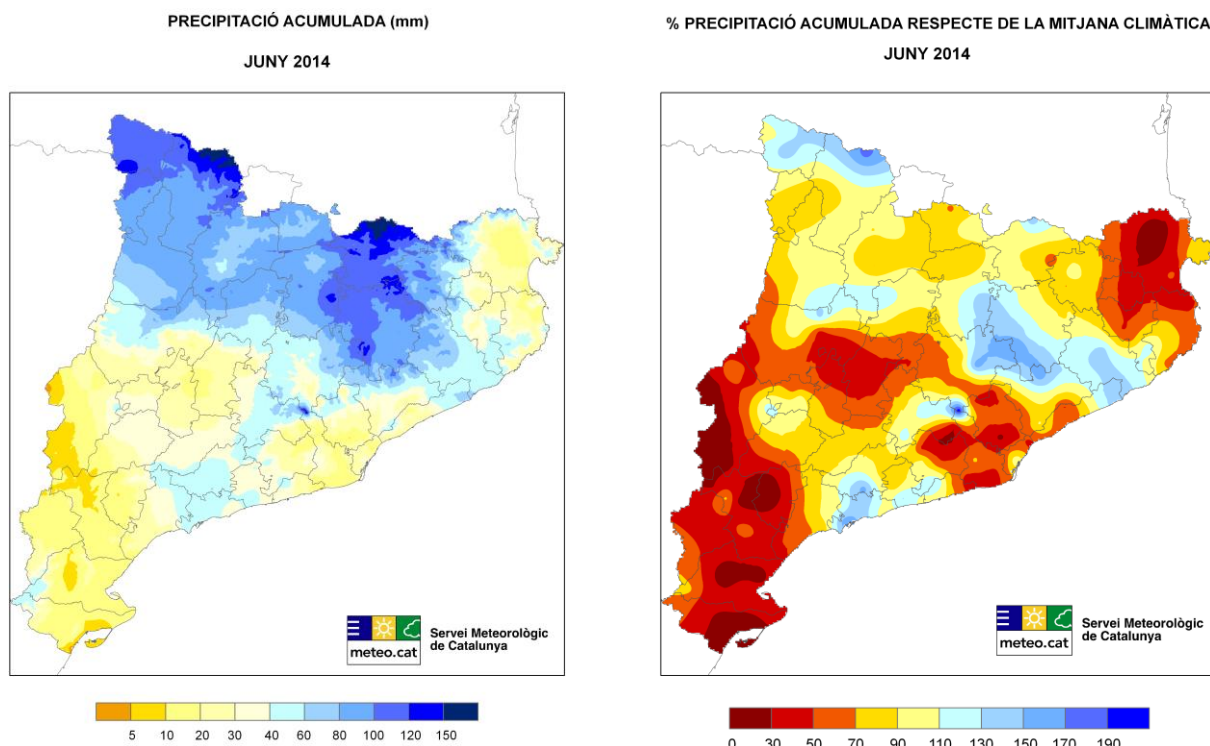 PRECIPITACIÓ ACUMULADA (mm)
JUNY 2014
meteo.cat
Servei Meteorològic
de Catalunya
5 10 20 30 40 60 80 100 120 150
% PRECIPITACIÓ ACUMULADA RESPECTE DE LA MITJANA CLIMÀTICA
JUNY 2014
meteo.cat
Servei Meteorològic
de Catalunya
0 30 50 70 90 110 130 150 170 190